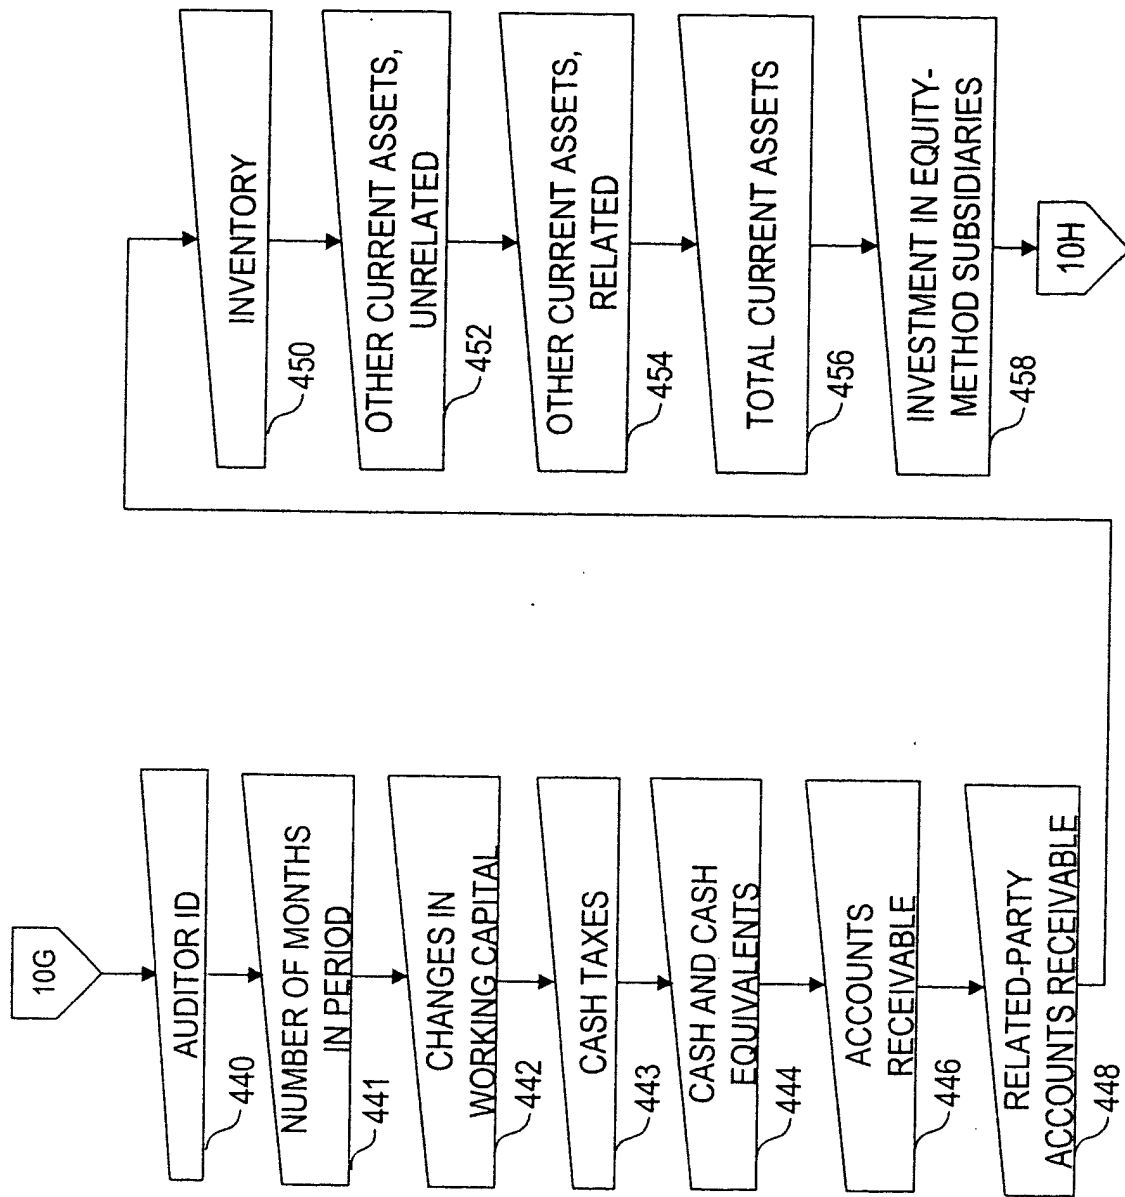 10G
AUDITOR ID
440
NUMBER OF MONTHS
IN PERIOD
441
CHANGES IN
WORKING CAPITAL
442
CASH TAXES
443
CASH AND CASH
EQUIVALENTS
444
ACCOUNTS
RECEIVABLE
446
RELATED-PARTY
ACCOUNTS RECEIVABLE
448
INVENTORY
450
OTHER CURRENT ASSETS,
UNRELATED
452
OTHER CURRENT ASSETS,
RELATED
454
TOTAL CURRENT ASSETS
456
INVESTMENT IN EQUITY-
METHOD SUBSIDIARIES
458
10H